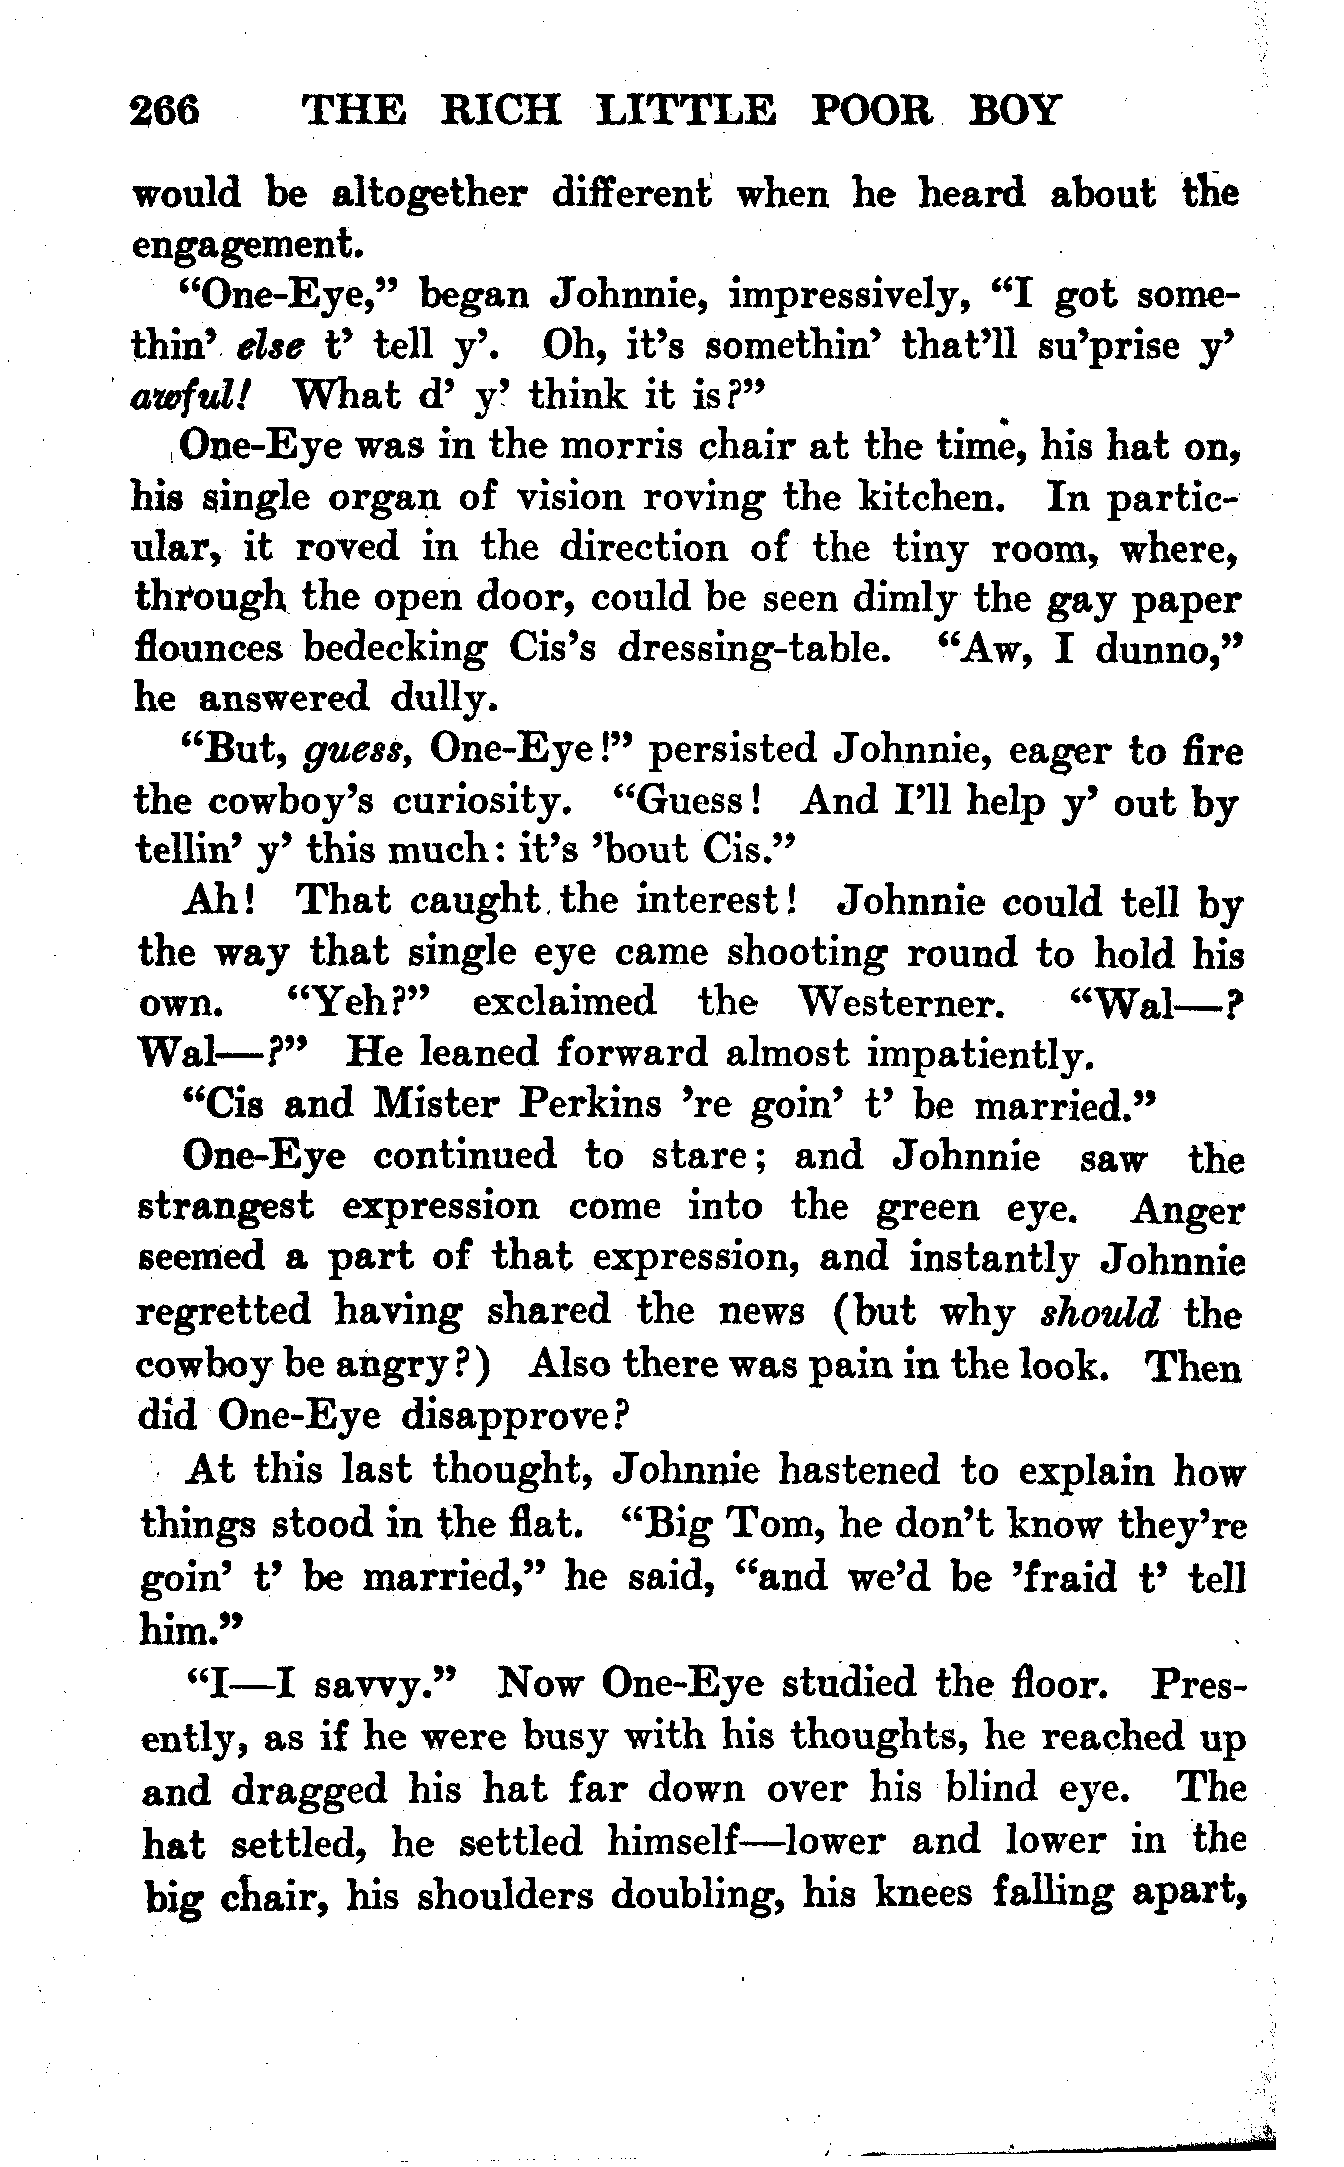 266 THE RICH LITTLE POOR BOY
would be altogether different when he heard about the
engagement.
“One-Eye,” began Johnnie, impressively, “I got some-
thin’ else t’ tell y’. Oh, it’s somethin’ that’ll su’prise y’
awful! What d’ y’ think it is?”
One-Eye was in the morris chair at the time, his hat on,
his single organ of vision roving the kitchen. In partic-
ular, it roved in the direction of the tiny room, where,
through the open door, could be seen dimly the gay paper
flounces bedecking Cis’s dressing-table. “Aw, I dunno,”
he answered dully.
“But, guess, One-Eye!” persisted Johnnie, eager to fire
the cowboy’s curiosity. “Guess! And I’ll help y’ out by
tellin’ y’ this much: it’s ’bout Cis.”
Ah! That caught the interest! Johnnie could tell by
the way that single eye came shooting round to hold his
own. “Yeh?” exclaimed the Westerner. “Wal—?
Wal—?” He leaned forward almost impatiently.
“Cis and Mister Perkins ’re goin’ t’ be married.”
One-Eye continued to stare; and Johnnie saw the
strangest expression come into the green eye. Anger
seemed a part of that expression, and instantly Johnnie
regretted having shared the news (but why should the
cowboy be angry?) Also there was pain in the look. Then
did One-Eye disapprove?
At this last thought, Johnnie hastened to explain how
things stood in the flat. “Big Tom, he don’t know they’re
goin’ t’ be married,” he said, “and we’d be ’fraid t’ tell
him.”
“I—I savvy.” Now One-Eye studied the floor. Pres-
ently, as if he were busy with his thoughts, he reached up
and dragged his hat far down over his blind eye. The
hat settled, he settled himself—lower and lower in the
big chair, his shoulders doubling, his knees falling apart,